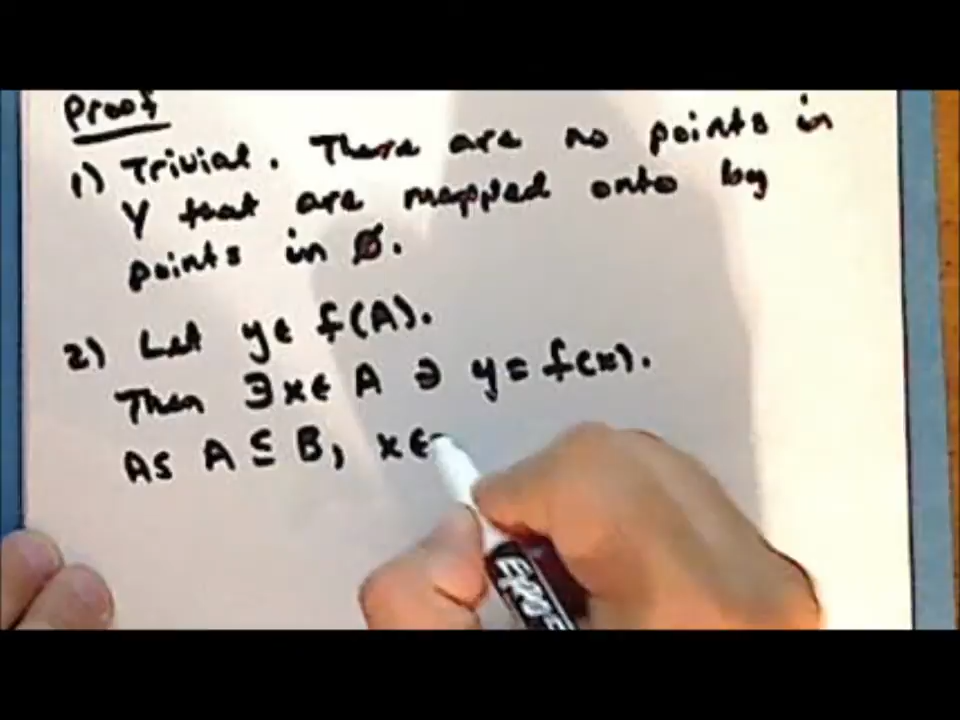 Proof
1) Trivial. There are no points in
Y that are mapped onto by
points in Ø.
2) Let y ∈ f(A).
Then ∃ x ∈ A ∋ y = f(x).
As A ⊆ B, x ∈